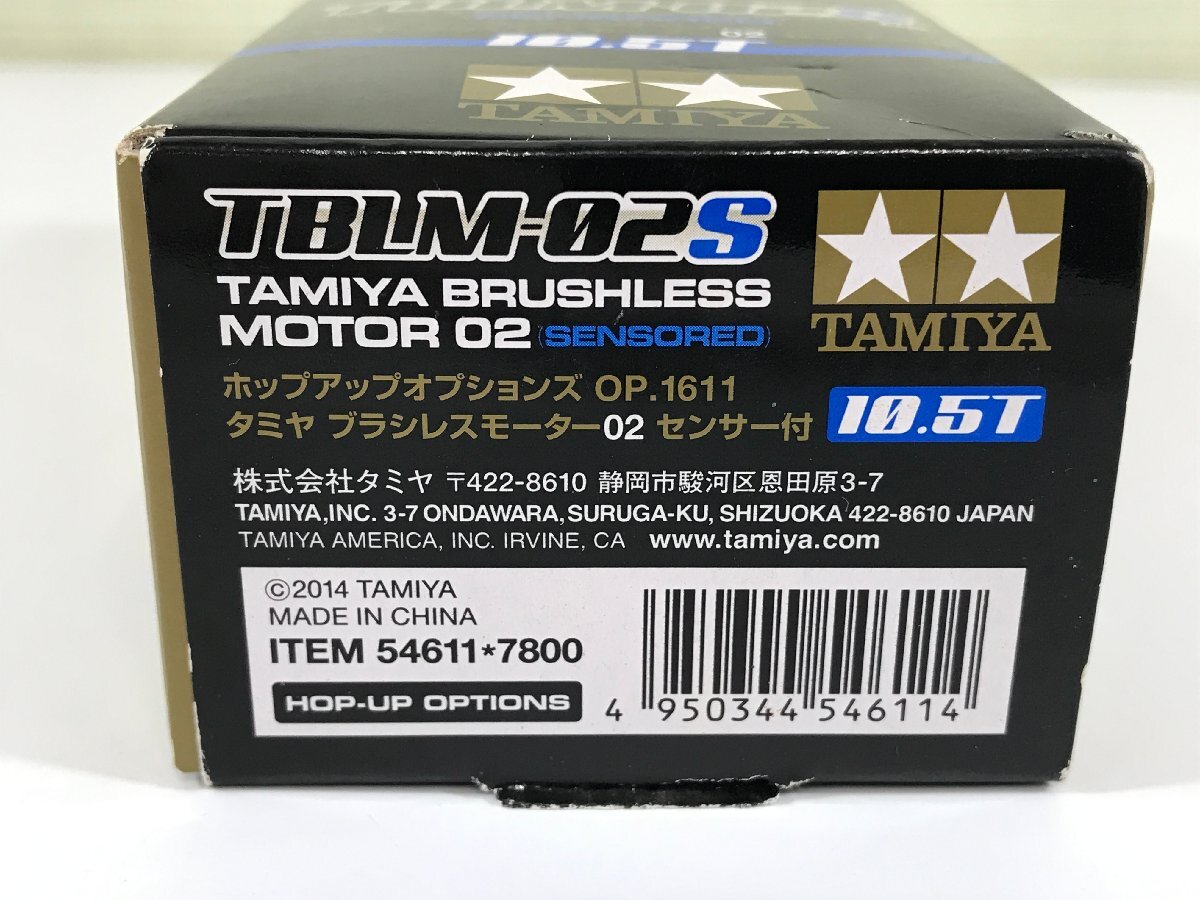 02
10.5T
TAMIYA
TBLM-02S
TAMIYA BRUSHLESS
MOTOR 02 (SENSORED)
TAMIYA
ホップアップオプションズ OP.1611
タミヤ ブラシレスモーター02 センサー付
10.5T
株式会社タミヤ 〒422-8610 静岡市駿河区恩田原3-7
TAMIYA,INC. 3-7 ONDAWARA, SURUGA-KU, SHIZUOKA 422-8610 JAPAN
TAMIYA AMERICA, INC. IRVINE, CA www.tamiya.com
©2014 TAMIYA
MADE IN CHINA
ITEM 54611*7800
HOP-UP OPTIONS
4 950344 546114